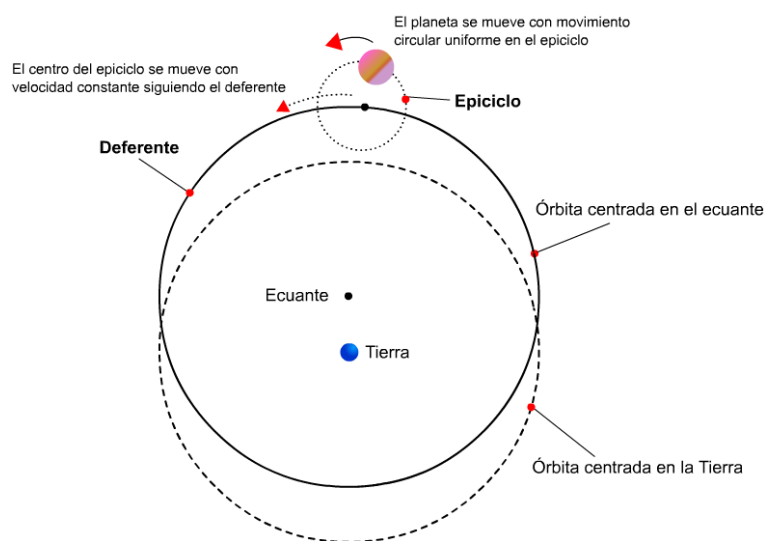 El planeta se mueve con movimiento
circular uniforme en el epiciclo
El centro del epiciclo se mueve con
velocidad constante siguiendo el deferente
Epiciclo
Deferente
Órbita centrada en el ecuante
Ecuante
Tierra
Órbita centrada en la Tierra